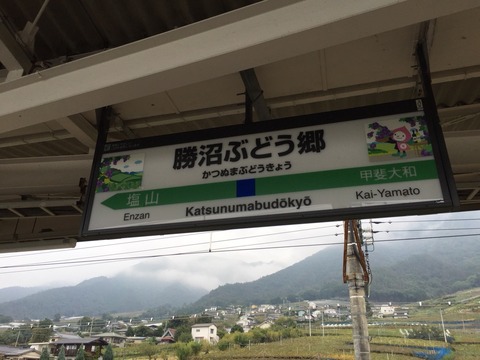 勝沼ぶどう郷
かつぬまぶどうきょう
塩山
甲斐大和
Enzan
Katsunumabudōkyō
Kai-Yamato